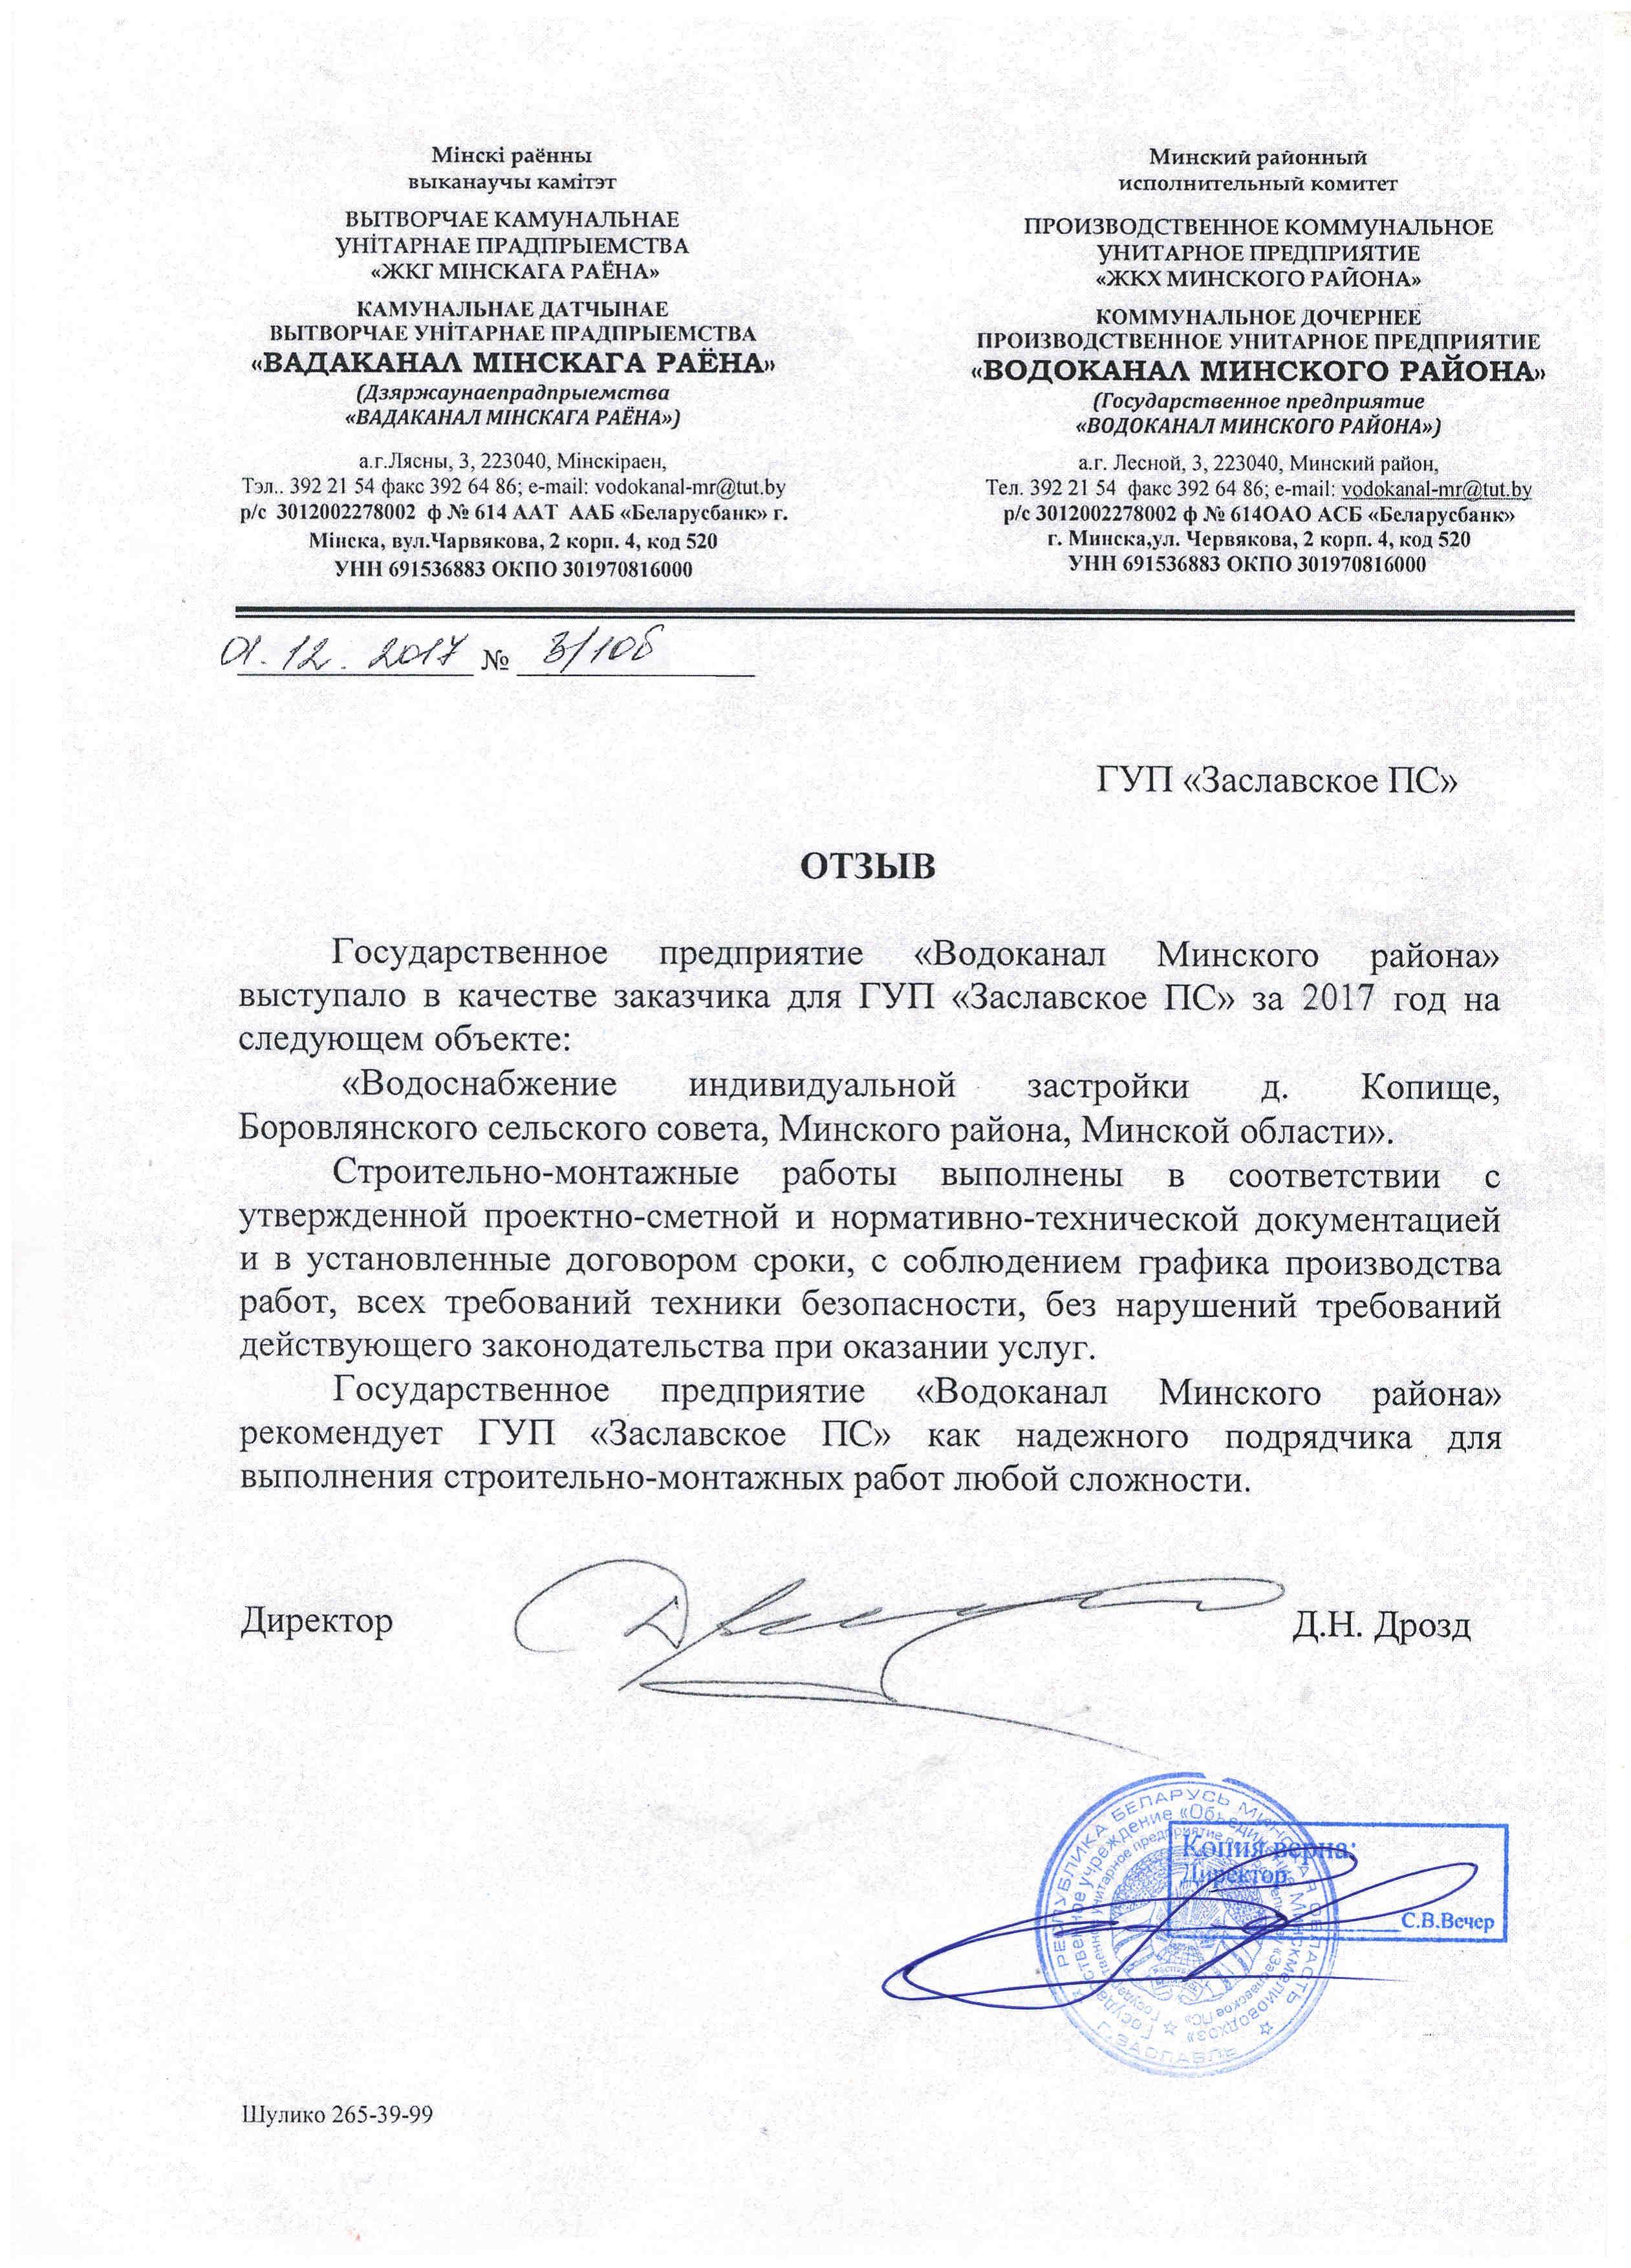 Мінскі раённы
выканаучы камітэт
ВЫТВОРЧАЕ КАМУНАЛЬНАЕ
УНІТАРНАЕ ПРАДПРЫЕМСТВА
«ЖКГ МІНСКАГА РАЁНА»
КАМУНАЛЬНАЕ ДАТЧЫНАЕ
ВЫТВОРЧАЕ УНІТАРНАЕ ПРАДПРЫЕМСТВА
«ВАДАКАНАЛ МІНСКАГА РАЁНА»
(Дзяржаунаепрадпрыемства
«ВАДАКАНАЛ МІНСКАГА РАЁНА»)
а.г.Лясны, 3, 223040, Мінскіраен,
Тэл.. 392 21 54 факс 392 64 86; e-mail: vodokanal-mr@tut.by
р/с 3012002278002 ф № 614 ААТ ААБ «Беларусбанк» г.
Мінска, вул.Чарвякова, 2 корп. 4, код 520
УНН 691536883 ОКПО 301970816000
Минский районный
исполнительный комитет
ПРОИЗВОДСТВЕННОЕ КОММУНАЛЬНОЕ
УНИТАРНОЕ ПРЕДПРИЯТИЕ
«ЖКХ МИНСКОГО РАЙОНА»
КОММУНАЛЬНОЕ ДОЧЕРНЕЕ
ПРОИЗВОДСТВЕННОЕ УНИТАРНОЕ ПРЕДПРИЯТИЕ
«ВОДОКАНАЛ МИНСКОГО РАЙОНА»
(Государственное предприятие
«ВОДОКАНАЛ МИНСКОГО РАЙОНА»)
а.г. Лесной, 3, 223040, Минский район,
Тел. 392 21 54 факс 392 64 86; e-mail: vodokanal-mr@tut.by
р/с 3012002278002 ф № 614ОАО АСБ «Беларусбанк»
г. Минска,ул. Червякова, 2 корп. 4, код 520
УНН 691536883 ОКПО 301970816000
01.12.2017 № 3/106
ГУП «Заславское ПС»
ОТЗЫВ
Государственное предприятие «Водоканал Минского района»
выступало в качестве заказчика для ГУП «Заславское ПС» за 2017 год на
следующем объекте:
«Водоснабжение индивидуальной застройки д. Копище,
Боровлянского сельского совета, Минского района, Минской области».
Строительно-монтажные работы выполнены в соответствии с
утвержденной проектно-сметной и нормативно-технической документацией
и в установленные договором сроки, с соблюдением графика производства
работ, всех требований техники безопасности, без нарушений требований
действующего законодательства при оказании услуг.
Государственное предприятие «Водоканал Минского района»
рекомендует ГУП «Заславское ПС» как надежного подрядчика для
выполнения строительно-монтажных работ любой сложности.
Директор Д.Н. Дрозд
РЕСПУБЛИКА БЕЛАРУСЬ МИНСКАЯ ОБЛАСТЬ
Г.ЗАСЛАВЛЬ
Государственное учреждение «Объединение Минскмелиоводхоз»
Копия верна:
Директор
С.В.Вечер
Шулико 265-39-99